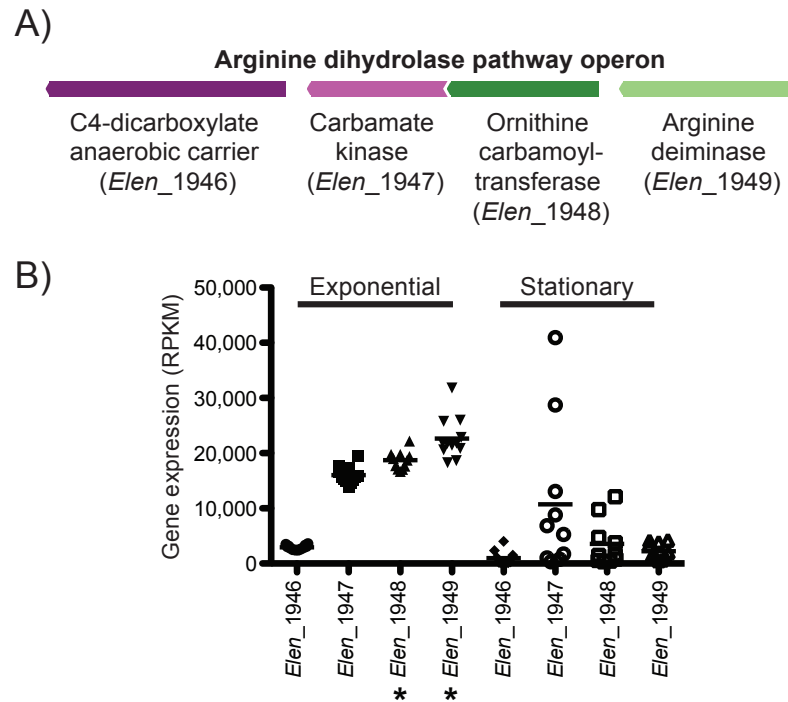 A)
Arginine dihydrolase pathway operon
C4-dicarboxylate
anaerobic carrier
(Elen_1946)
Carbamate
kinase
(Elen_1947)
Ornithine
carbamoyl-
transferase
(Elen_1948)
Arginine
deiminase
(Elen_1949)
B)
Gene expression (RPKM)
50,000
40,000
30,000
20,000
10,000
0
Exponential
Stationary
Elen_1946
Elen_1947
Elen_1948
*
Elen_1949
*
Elen_1946
Elen_1947
Elen_1948
Elen_1949